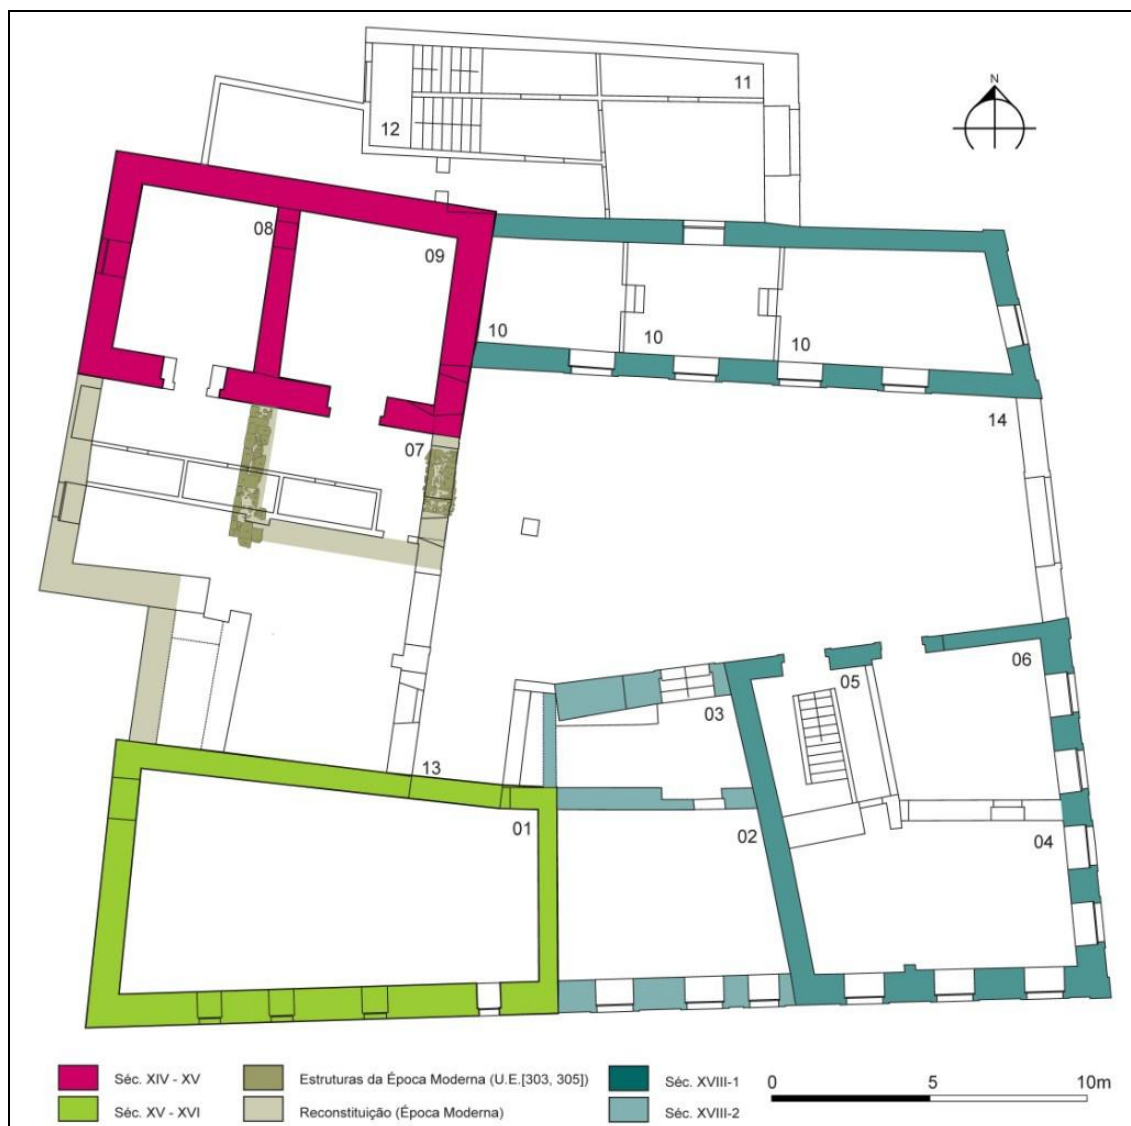 N
11
12
08
09
10
10
10
07
14
06
05
03
13
01
02
04
Séc. XIV - XV
Estruturas da Época Moderna (U.E.[303, 305])
Séc. XVIII-1
0 5 10m
Séc. XV - XVI
Reconstituição (Época Moderna)
Séc. XVIII-2